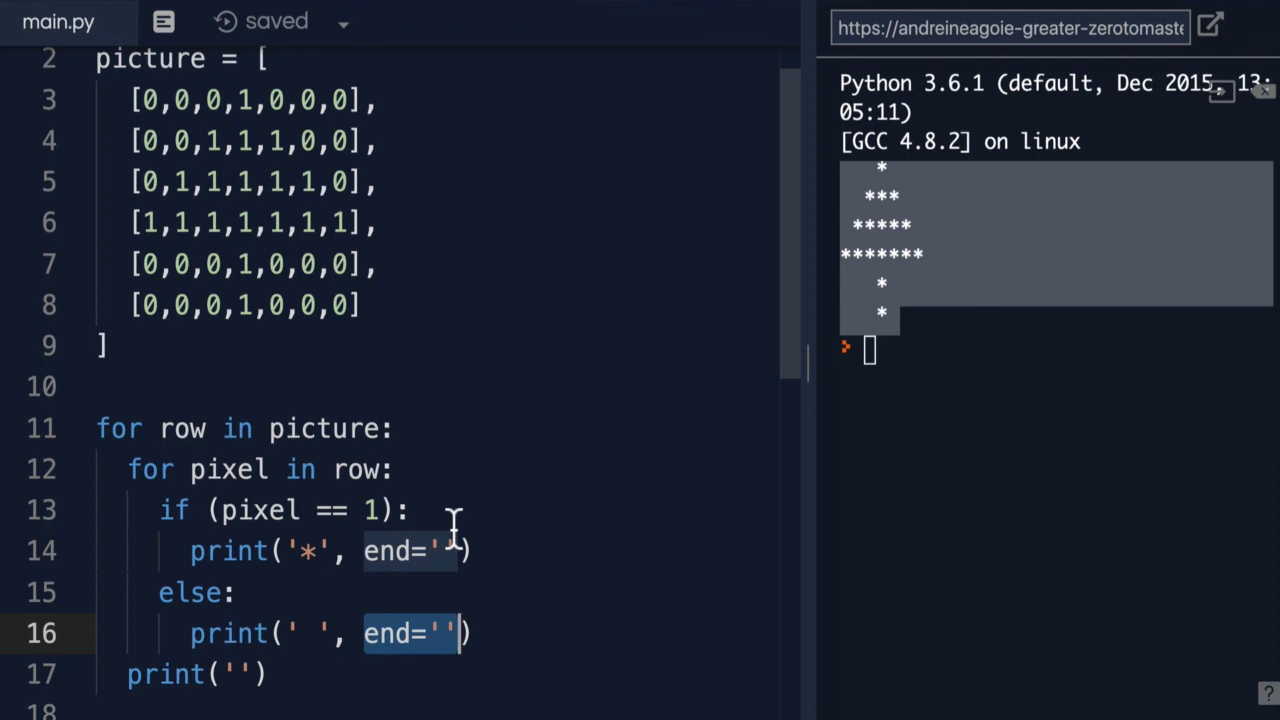 main.py saved
2 picture = [
3 [0,0,0,1,0,0,0],
4 [0,0,1,1,1,0,0],
5 [0,1,1,1,1,1,0],
6 [1,1,1,1,1,1,1],
7 [0,0,0,1,0,0,0],
8 [0,0,0,1,0,0,0]
9 ]
10
11 for row in picture:
12 for pixel in row:
13 if (pixel == 1):
14 print('*', end='')
15 else:
16 print(' ', end='')
17 print('')
18
https://andreineagoie-greater-zerotomaste
Python 3.6.1 (default, Dec 2015, 13:
05:11)
[GCC 4.8.2] on linux
   *
  ***
 *****
*******
   *
   *
>
?